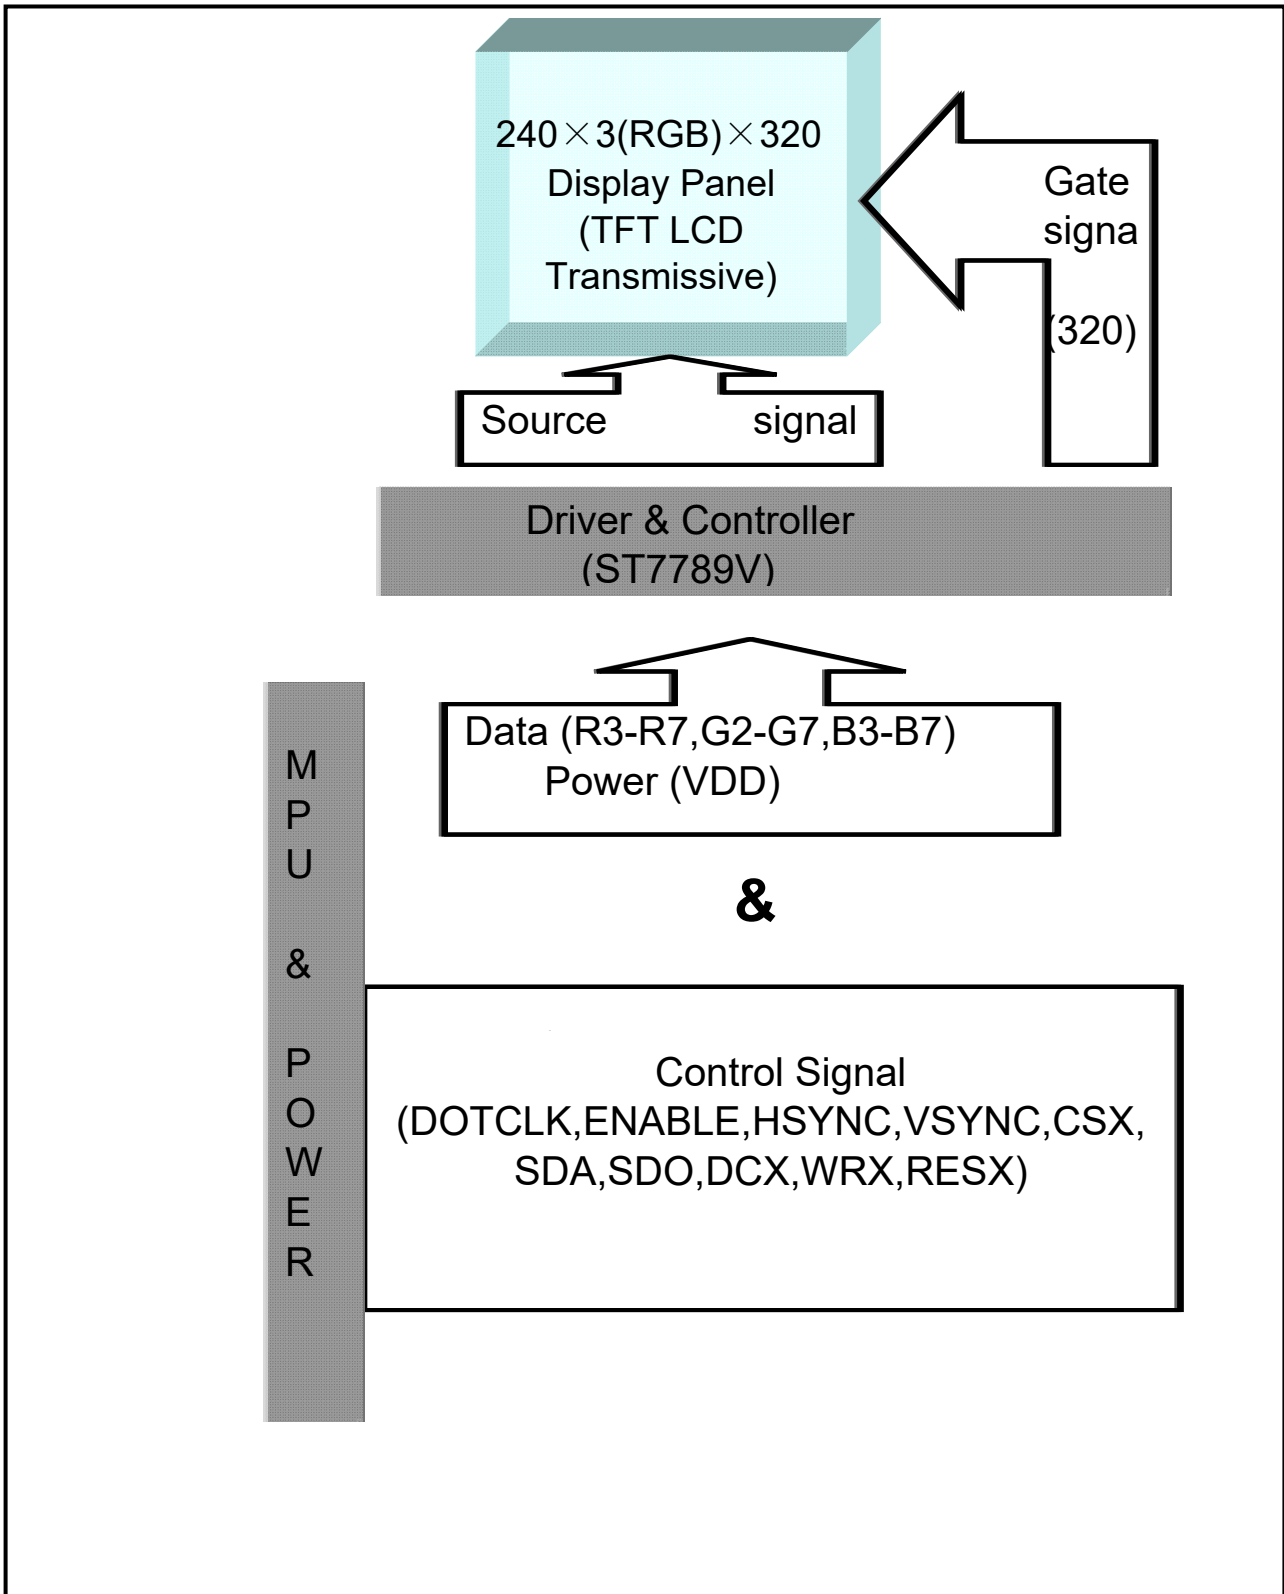 240×3(RGB)×320
Display Panel
(TFT LCD
Transmissive)
Gate
signa
(320)
Source signal
Driver & Controller
(ST7789V)
Data (R3-R7,G2-G7,B3-B7)
Power (VDD)
&
M
P
U
&
P
O
W
E
R
Control Signal
(DOTCLK,ENABLE,HSYNC,VSYNC,CSX,
SDA,SDO,DCX,WRX,RESX)